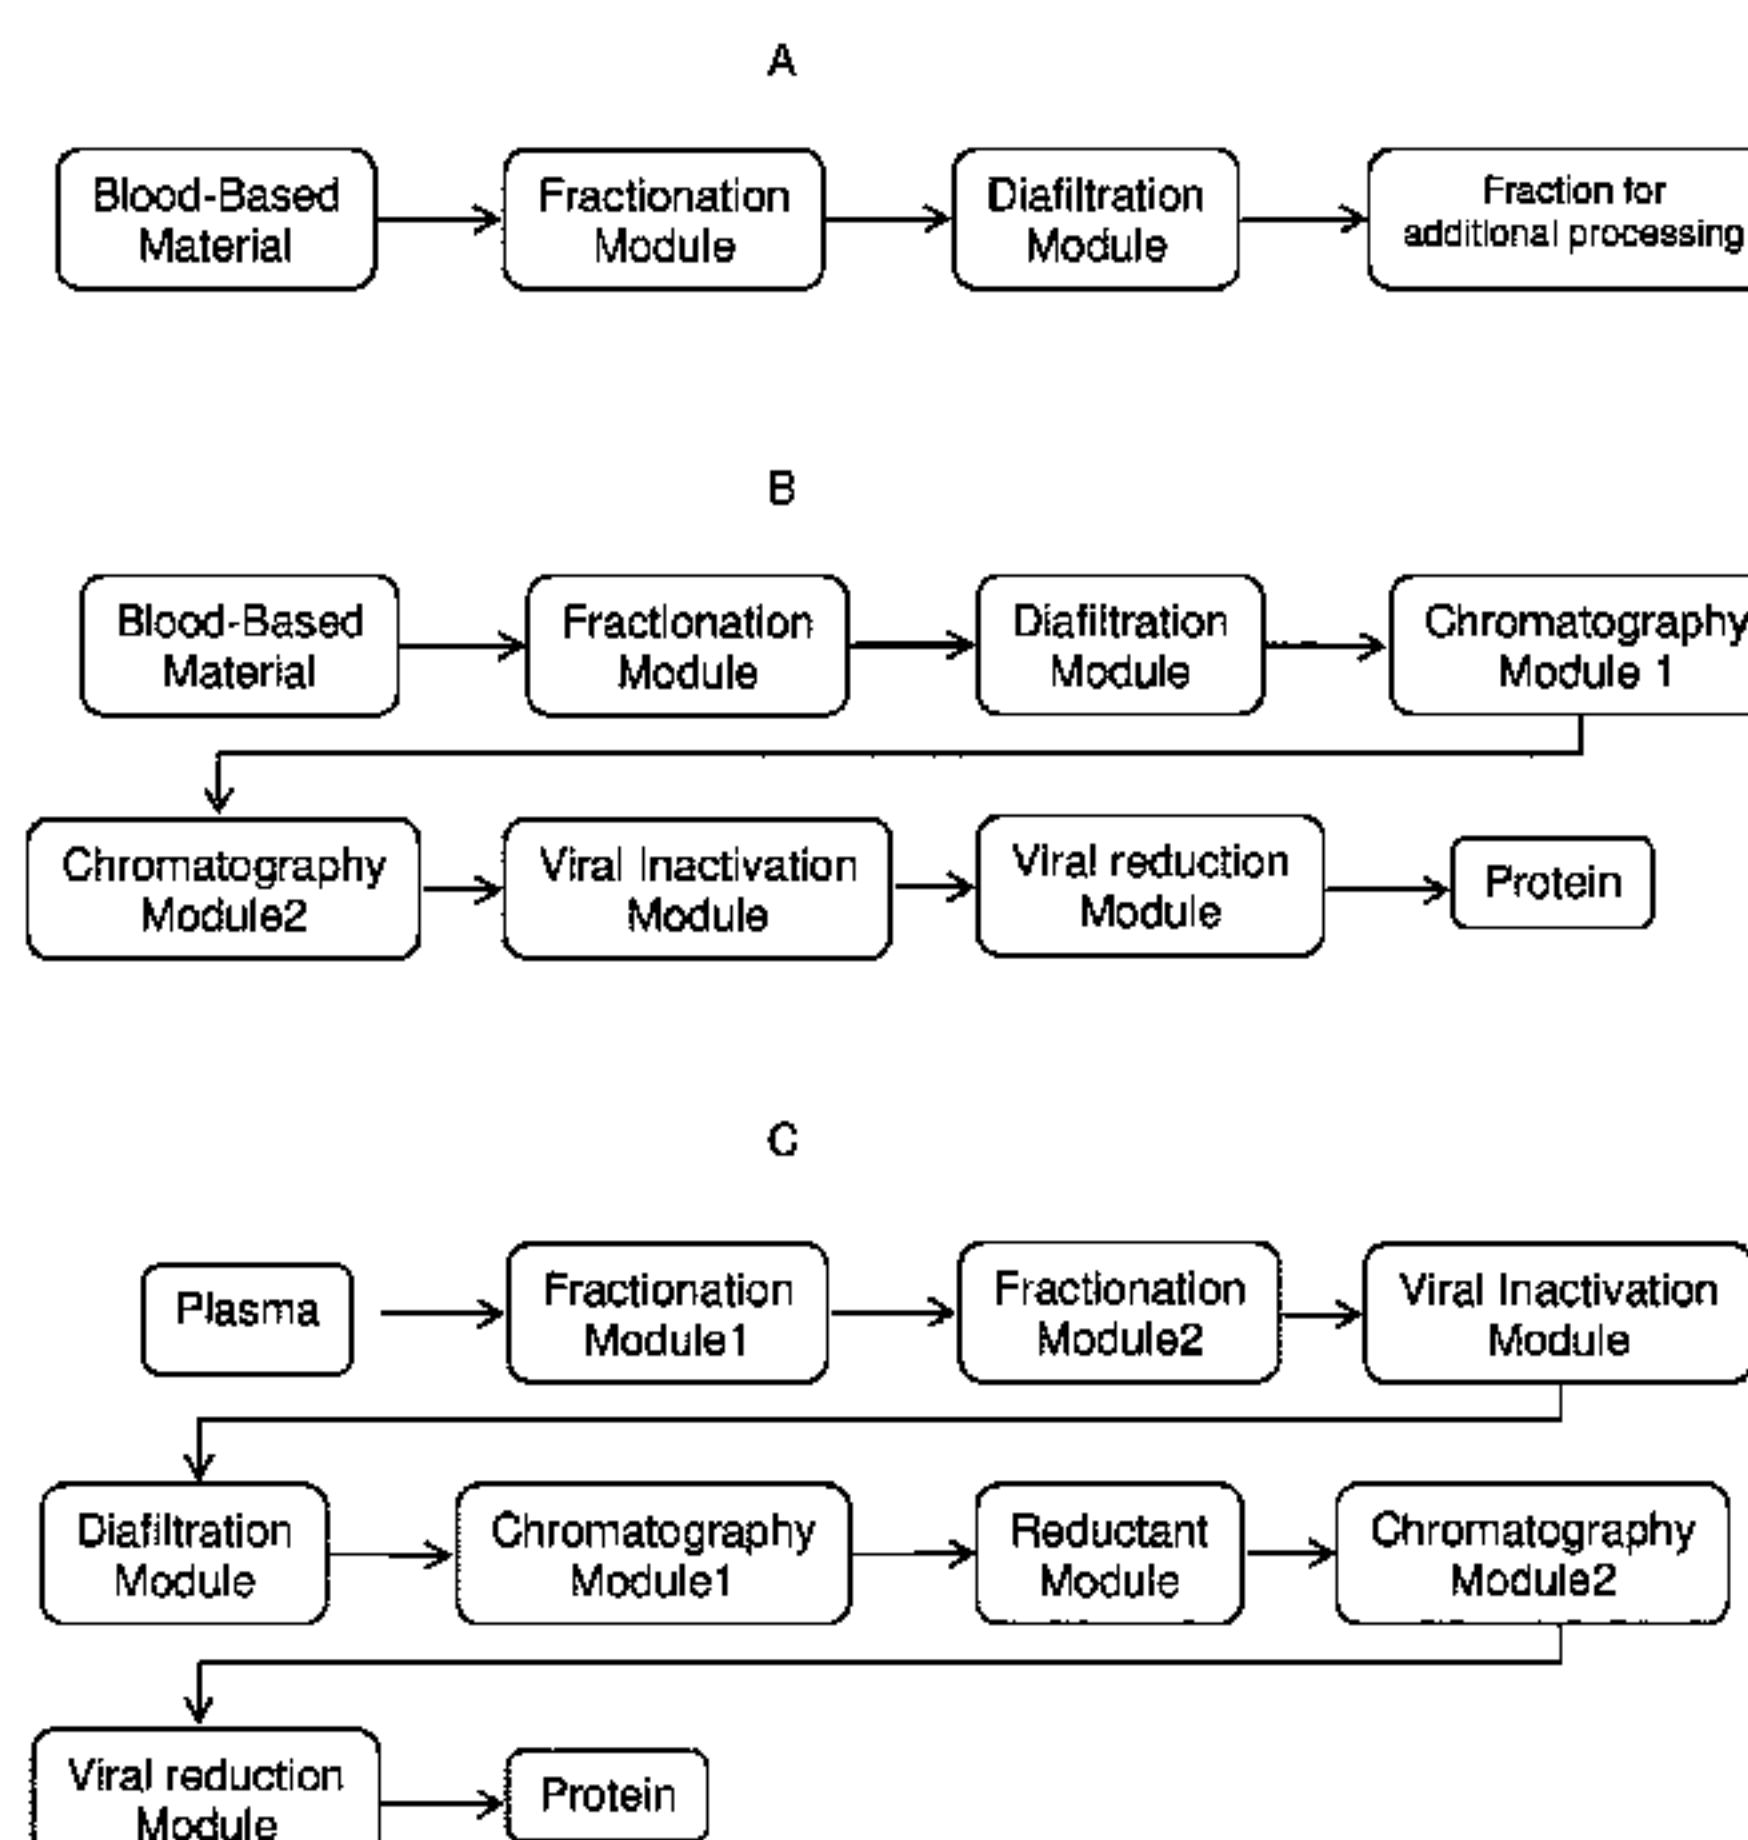 A
Blood-Based
Material
Fractionation
Module
Diafiltration
Module
Fraction for
additional processing
B
Blood-Based
Material
Fractionation
Module
Diafiltration
Module
Chromatography
Module 1
Chromatography
Module2
Viral Inactivation
Module
Viral reduction
Module
Protein
C
Plasma
Fractionation
Module1
Fractionation
Module2
Viral Inactivation
Module
Diafiltration
Module
Chromatography
Module1
Reductant
Module
Chromatography
Module2
Viral reduction
Module
Protein